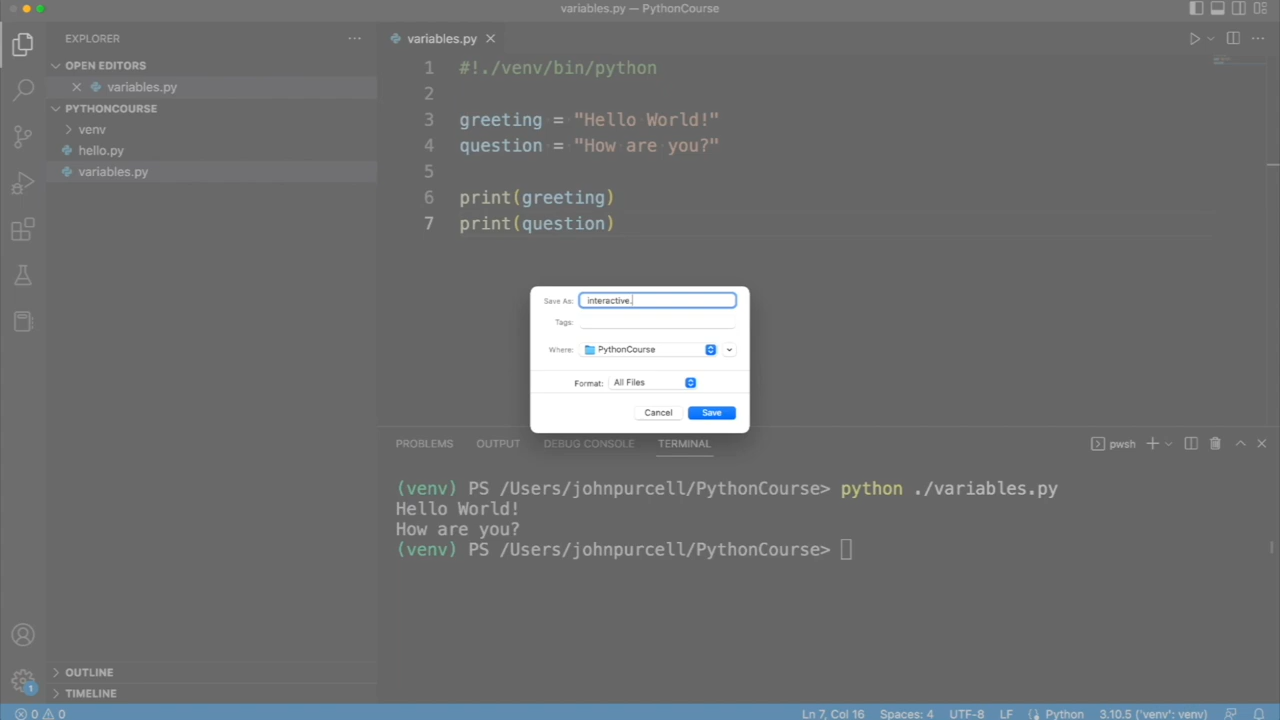 variables.py — PythonCourse
EXPLORER
variables.py
OPEN EDITORS
variables.py
PYTHONCOURSE
venv
hello.py
variables.py
1 #!./venv/bin/python
2
3 greeting = "Hello World!"
4 question = "How are you?"
5
6 print(greeting)
7 print(question)
Save As: interactive.
Tags:
Where: PythonCourse
Format: All Files
Cancel Save
PROBLEMS OUTPUT DEBUG CONSOLE TERMINAL pwsh
(venv) PS /Users/johnpurcell/PythonCourse> python ./variables.py
Hello World!
How are you?
(venv) PS /Users/johnpurcell/PythonCourse>
OUTLINE
TIMELINE
1
0 0 Ln 7, Col 16 Spaces: 4 UTF-8 LF Python 3.10.5 ('venv': venv)